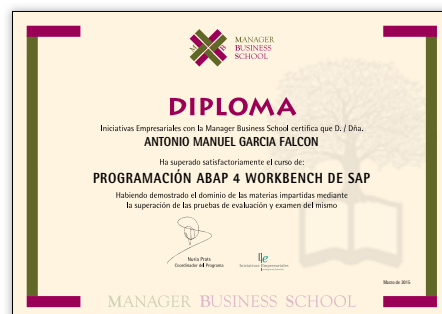 M B
MANAGER
BUSINESS
SCHOOL
DIPLOMA
Iniciativas Empresariales con la Manager Business School certifica que D. / Dña.
ANTONIO MANUEL GARCIA FALCON
Ha superado satisfactoriamente el curso de:
PROGRAMACIÓN ABAP 4 WORKBENCH DE SAP
Habiendo demostrado el dominio de las materias impartidas mediante
la superación de las pruebas de evaluación y examen del mismo
Nuria Prats
Coordinador del Programa
Iniciativas Empresariales
Marzo de 2015
MANAGER BUSINESS SCHOOL